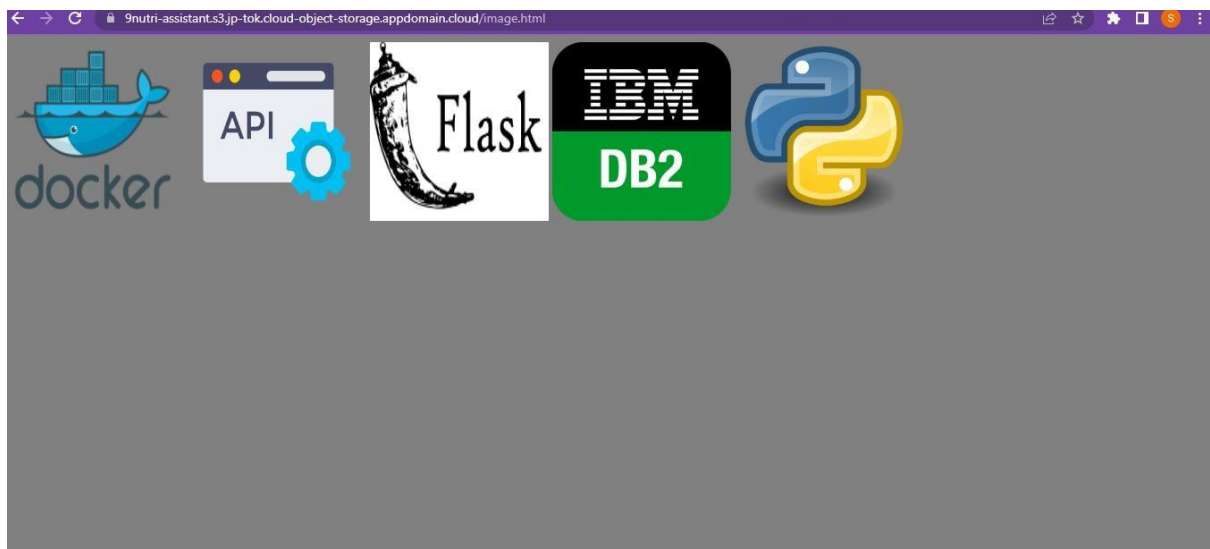 9nutri-assistant.s3.jp-tok.cloud-object-storage.appdomain.cloud/image.html
S
docker
API
Flask
IBM
DB2